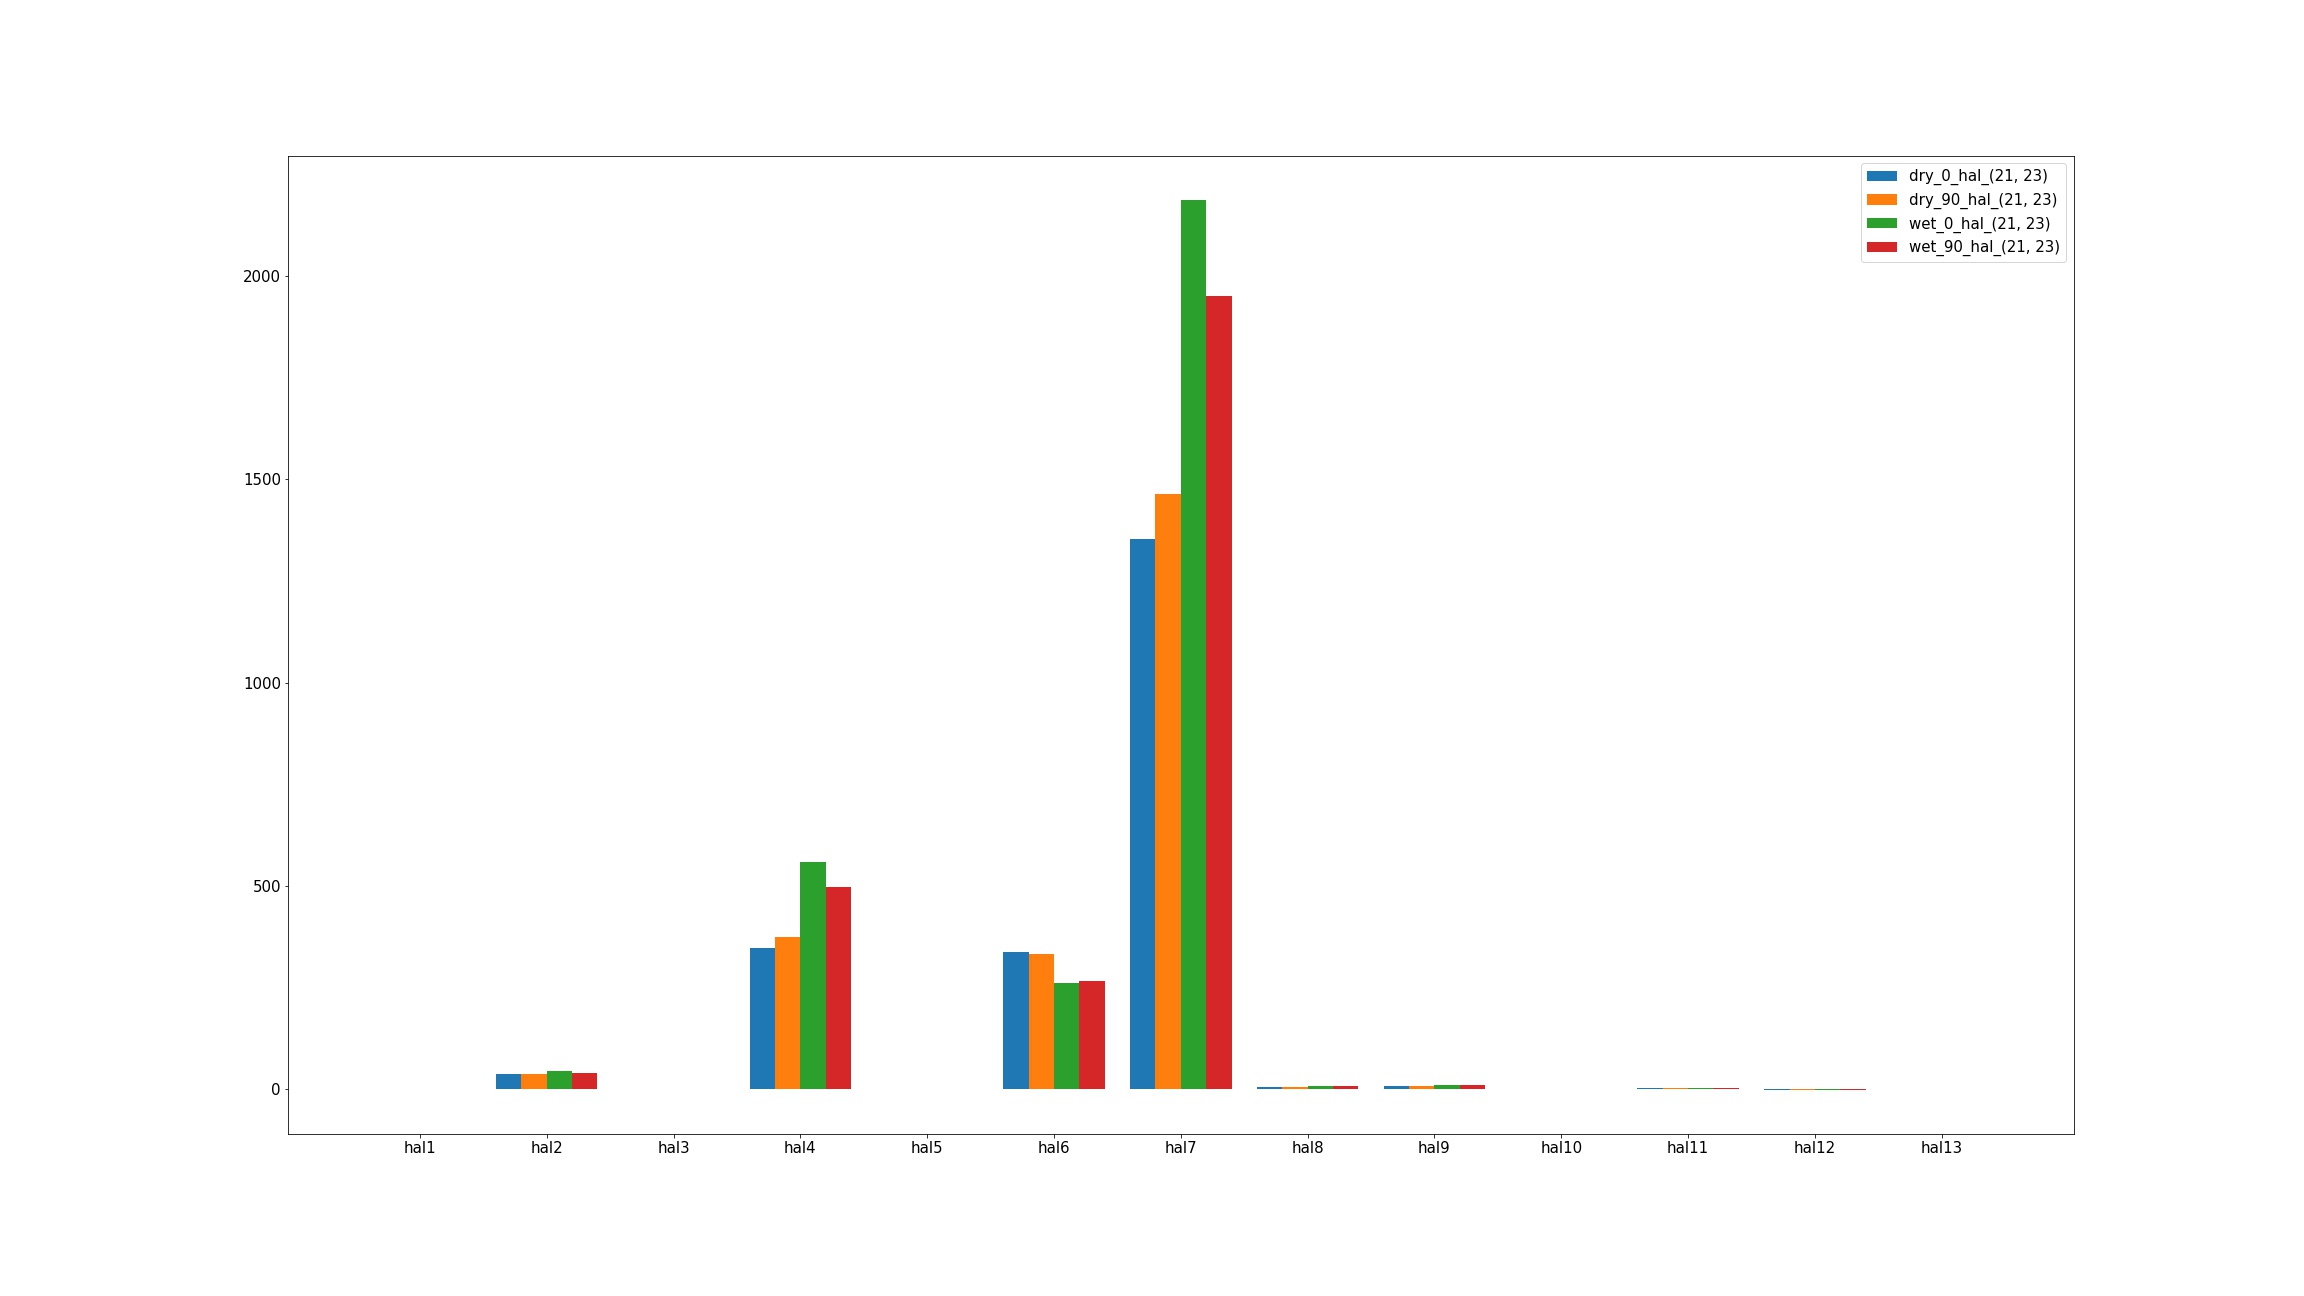 dry_0_hal_(21, 23)
dry_90_hal_(21, 23)
wet_0_hal_(21, 23)
wet_90_hal_(21, 23)
2000
1500
1000
500
0
hal1 hal2 hal3 hal4 hal5 hal6 hal7 hal8 hal9 hal10 hal11 hal12 hal13